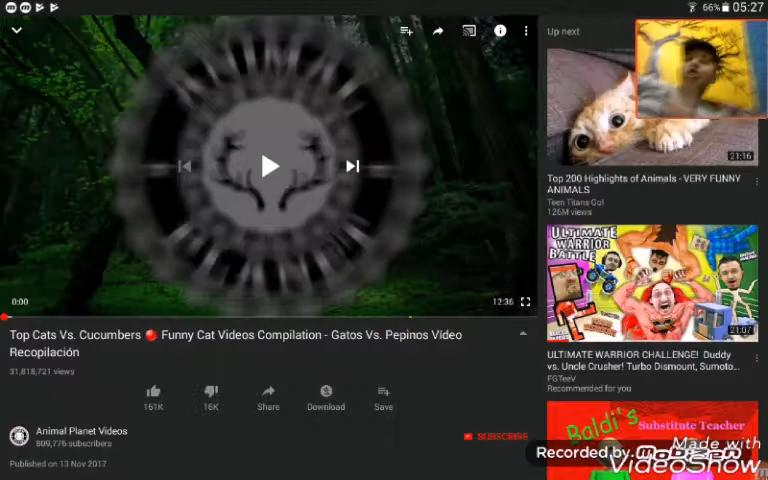 66% 05:27
Up next
0:00
12:36
21:16
Top Cats Vs. Cucumbers 🔴 Funny Cat Videos Compilation - Gatos Vs. Pepinos Vídeo
Recopilación
31,818,721 views
161K
16K
Share
Download
Save
Animal Planet Videos
809,776 subscribers
SUBSCRIBE
Published on 13 Nov 2017
Top 200 Highlights of Animals - VERY FUNNY
ANIMALS
Teen Titans Go!
126M views
ULTIMATE
WARRIOR
BATTLE
21:07
ULTIMATE WARRIOR CHALLENGE! Duddy
vs. Uncle Crusher! Turbo Dismount, Sumoto...
FGTeeV
Recommended for you
Baldi's
Substitute Teacher
Made with
VideoShow
Recorded by